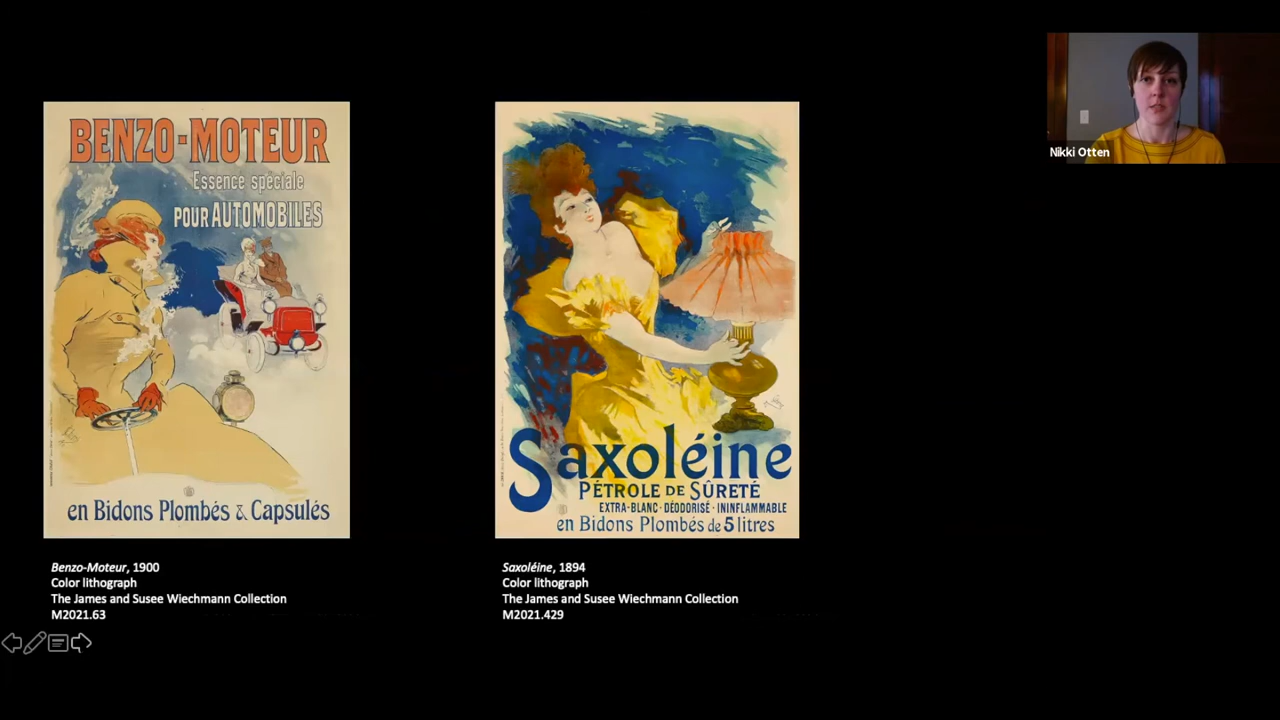 BENZO-MOTEUR
Essence spéciale
POUR AUTOMOBILES
en Bidons Plombés & Capsulés
Benzo-Moteur, 1900
Color lithograph
The James and Susee Wiechmann Collection
M2021.63
Saxoléine
PÉTROLE DE SÛRETÉ
EXTRA-BLANC · DÉODORISÉ · ININFLAMMABLE
en Bidons Plombés de 5 litres
Saxoléine, 1894
Color lithograph
The James and Susee Wiechmann Collection
M2021.429
Nikki Otten